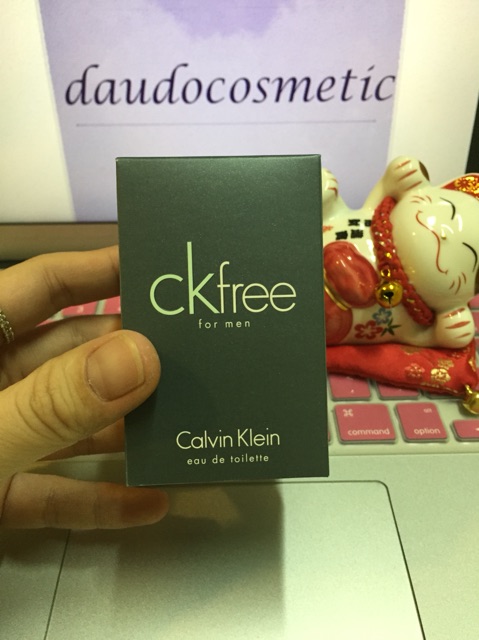 daudocosmetic
ckfree
for men
Calvin Klein
eau de toilette
command
option